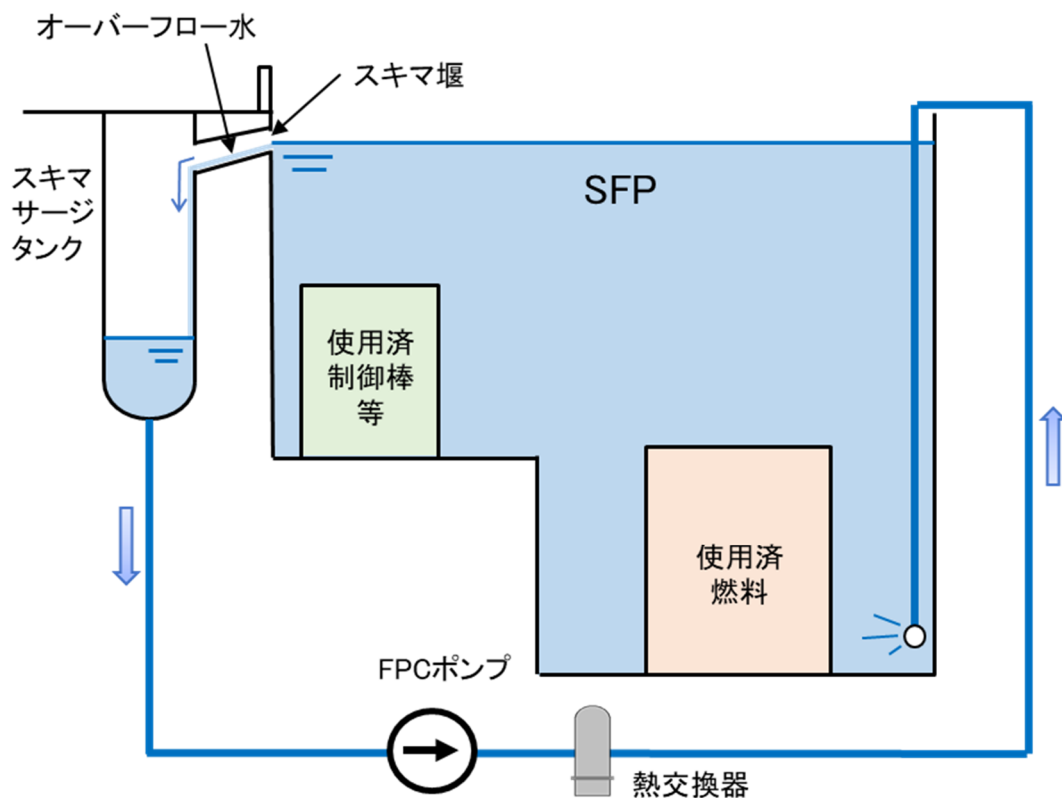 オーバーフロー水
スキマ堰
スキマ
サージ
タンク
SFP
使用済
制御棒
等
使用済
燃料
FPCポンプ
熱交換器